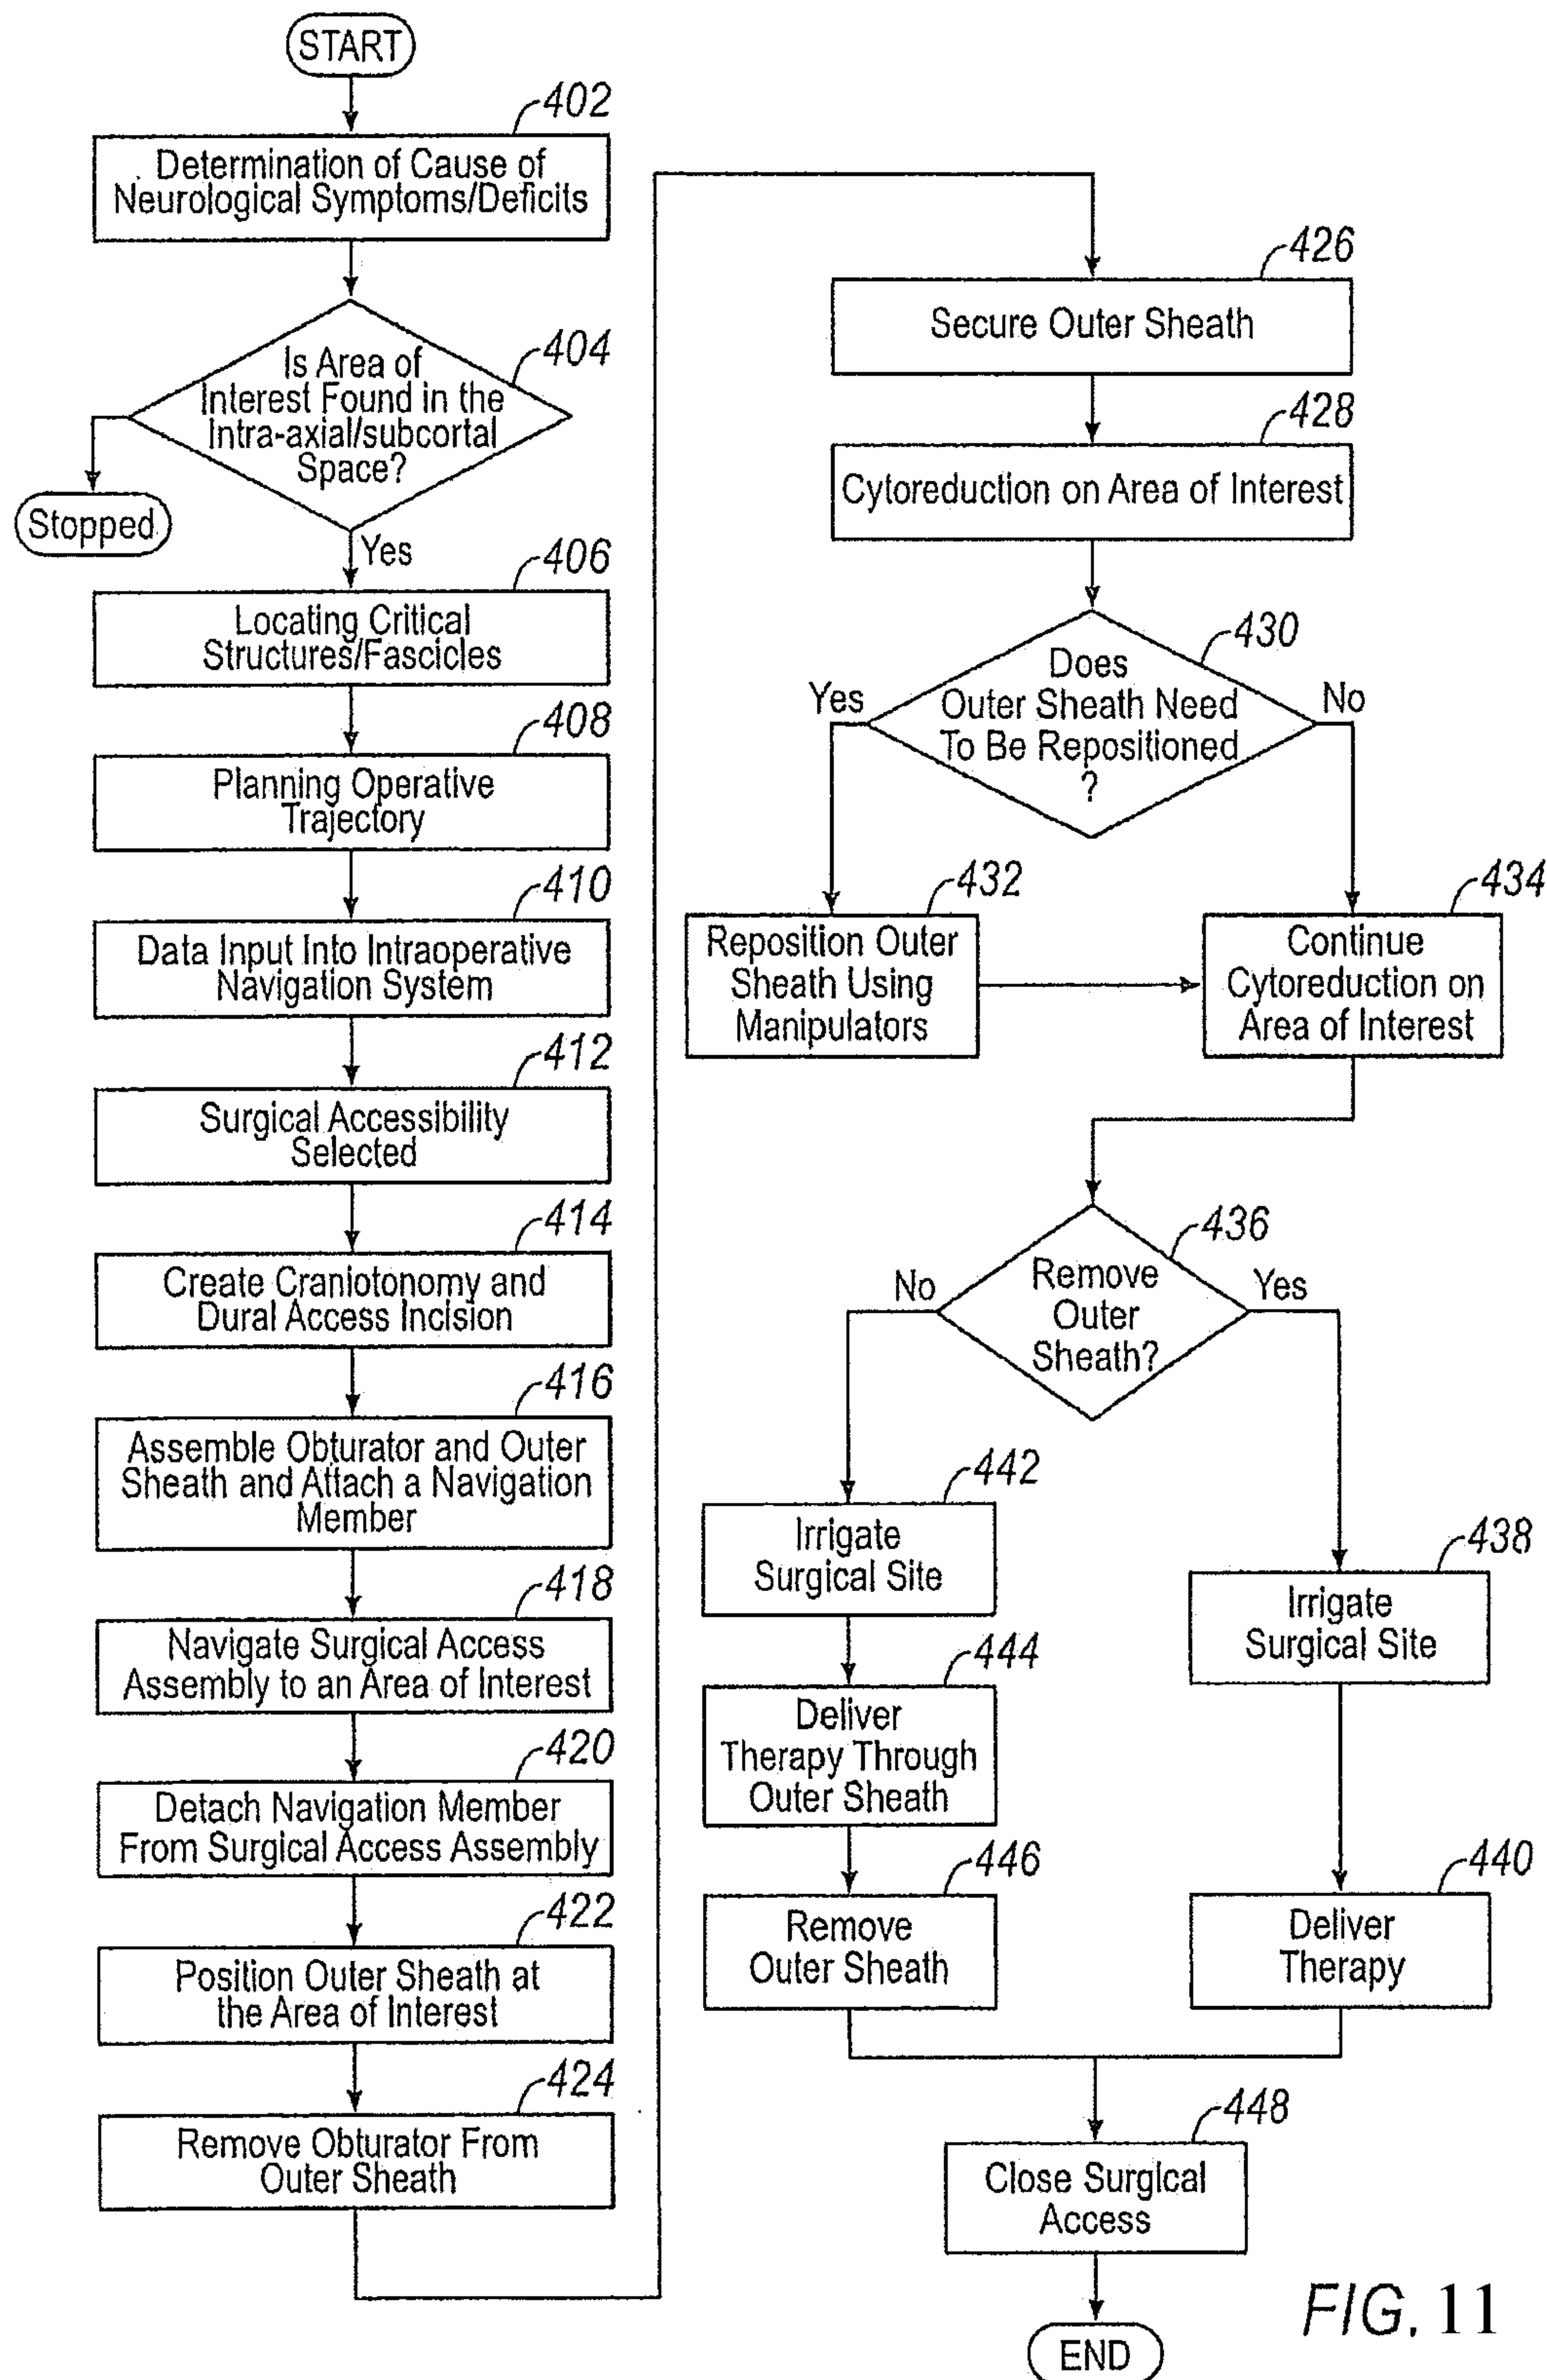 START
402
Determination of Cause of
Neurological Symptoms/Deficits
404
Is Area of
Interest Found in the
Intra-axial/subcortal
Space?
Stopped
Yes
406
Locating Critical
Structures/Fascicles
408
Planning Operative
Trajectory
410
Data Input Into Intraoperative
Navigation System
412
Surgical Accessibility
Selected
414
Create Craniotonomy and
Dural Access Incision
416
Assemble Obturator and Outer
Sheath and Attach a Navigation
Member
418
Navigate Surgical Access
Assembly to an Area of Interest
420
Detach Navigation Member
From Surgical Access Assembly
422
Position Outer Sheath at
the Area of Interest
424
Remove Obturator From
Outer Sheath
426
Secure Outer Sheath
428
Cytoreduction on Area of Interest
430
Does
Outer Sheath Need
To Be Repositioned
?
Yes
No
432
Reposition Outer
Sheath Using
Manipulators
434
Continue
Cytoreduction on
Area of Interest
436
Remove
Outer
Sheath?
No
Yes
442
Irrigate
Surgical Site
444
Deliver
Therapy Through
Outer Sheath
446
Remove
Outer Sheath
438
Irrigate
Surgical Site
440
Deliver
Therapy
448
Close Surgical
Access
END
FIG. 11